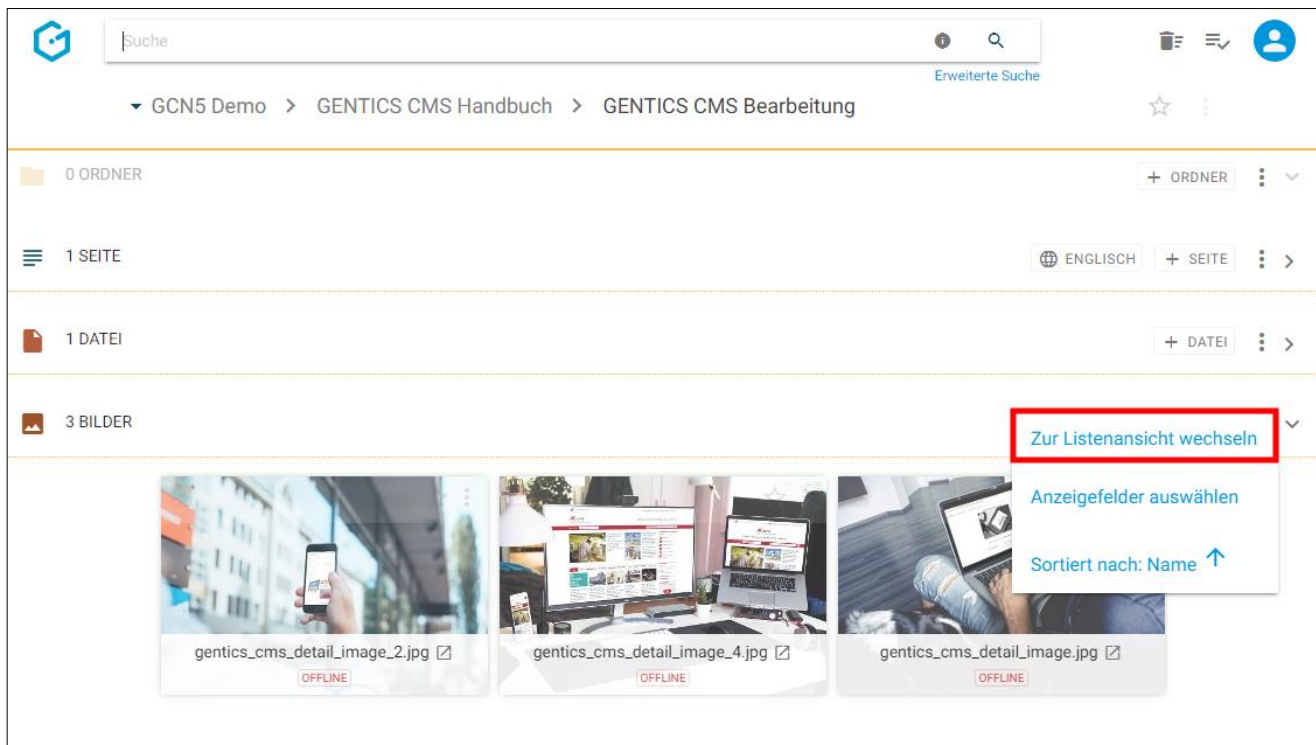 Suche
Erweiterte Suche
GCN5 Demo > GENTICS CMS Handbuch > GENTICS CMS Bearbeitung
0 ORDNER
+ ORDNER
1 SEITE
ENGLISCH
+ SEITE
1 DATEI
+ DATEI
3 BILDER
Zur Listenansicht wechseln
Anzeigefelder auswählen
Sortiert nach: Name
gentics_cms_detail_image_2.jpg
OFFLINE
gentics_cms_detail_image_4.jpg
OFFLINE
gentics_cms_detail_image.jpg
OFFLINE